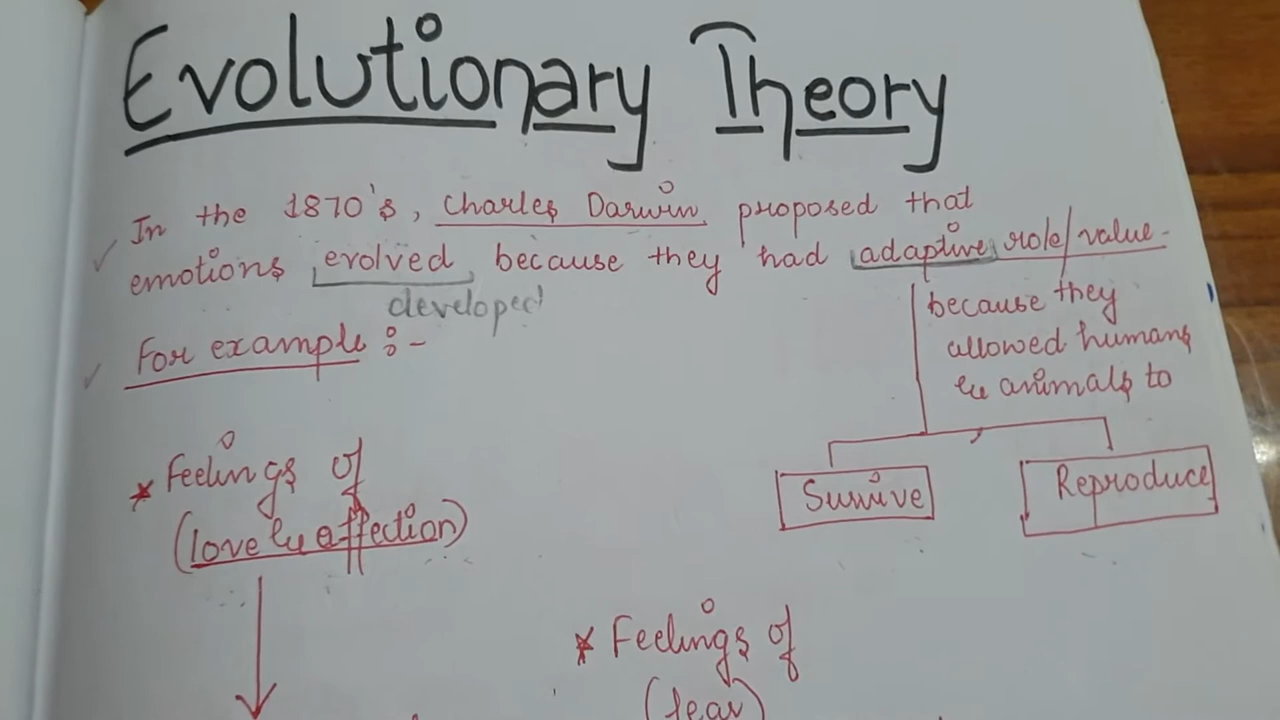 Evolutionary Theory
In the 1870's, Charles Darwin proposed that
emotions evolved because they had adaptive role/value-
developed
because they
allowed humans
& animals to
Survive
Reproduce
For example :-
* Feelings of
(love & affection)
* Feelings of
(fear)